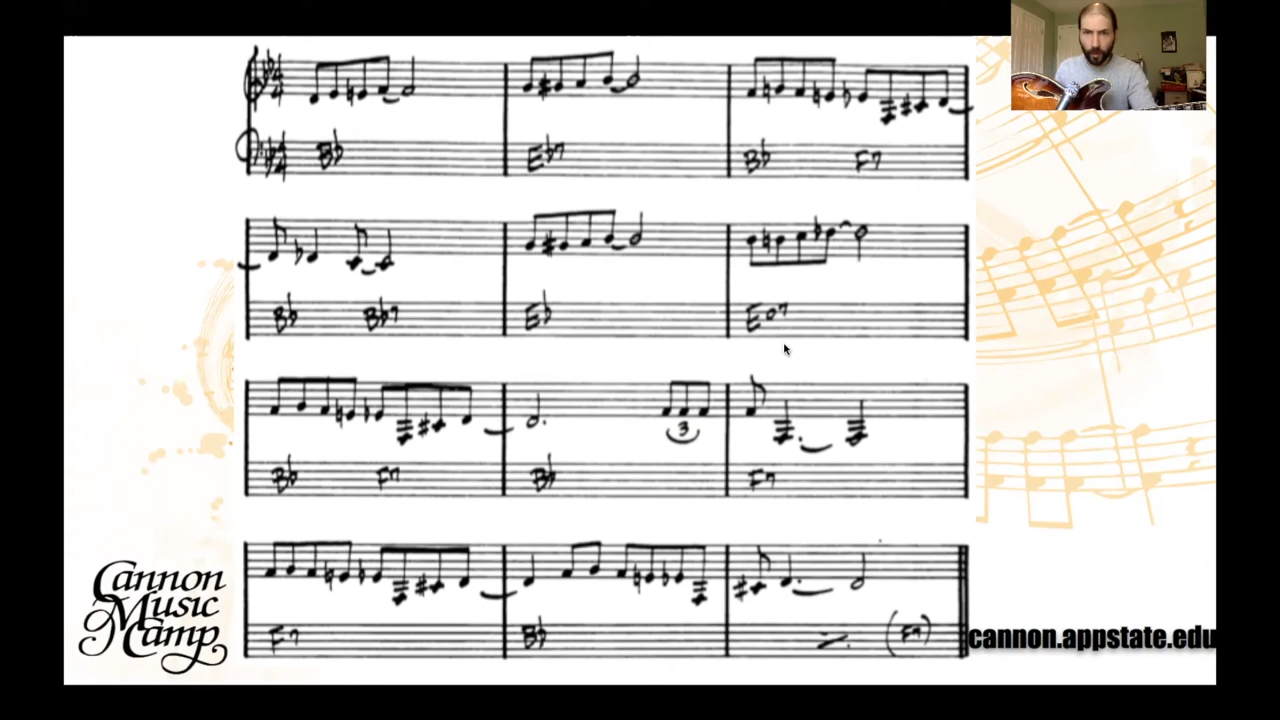 B♭ E♭7 B♭ F7
B♭ B♭7 E♭ E°7
3
B♭ F7 B♭ F7
F7 B♭ (F7)
Cannon
Music
Camp
cannon.appstate.edu